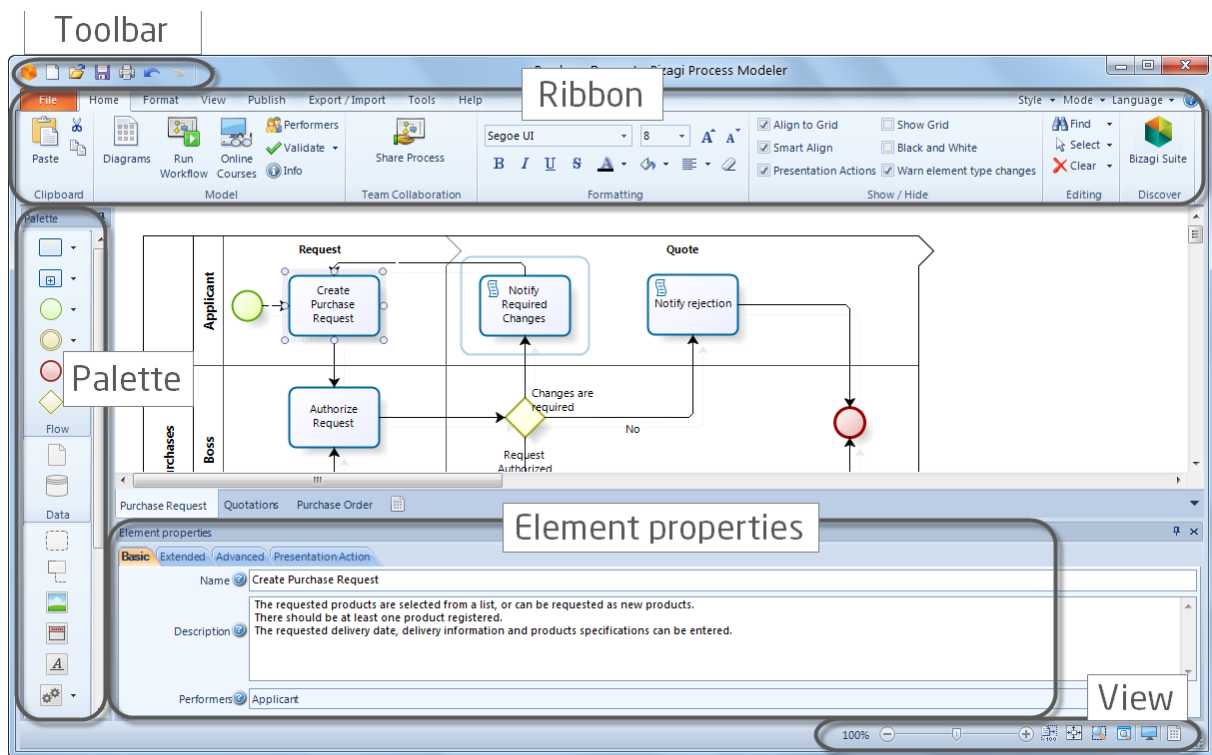 Toolbar
Bizagi Process Modeler
Ribbon
File Home Format View Publish Export / Import Tools Help
Style Mode Language
Paste
Clipboard
Diagrams
Run Workflow
Online Courses
Performers
Validate
Info
Model
Share Process
Team Collaboration
Segoe UI 8 A A
B I U S A
Formatting
Align to Grid Show Grid
Smart Align Black and White
Presentation Actions Warn element type changes
Show / Hide
Find
Select
Clear
Editing
Bizagi Suite
Discover
Palette
Palette
Flow
Data
A
Request Quote
Applicant
Create
Purchase
Request
Notify
Required
Changes
Notify rejection
Boss
Authorize
Request
Changes are
required
No
Request
Authorized
Purchase Request Quotations Purchase Order
Element properties
Element properties
Basic Extended Advanced Presentation Action
Name Create Purchase Request
Description
The requested products are selected from a list, or can be requested as new products.
There should be at least one product registered.
The requested delivery date, delivery information and products specifications can be entered.
Performers Applicant
View
100%